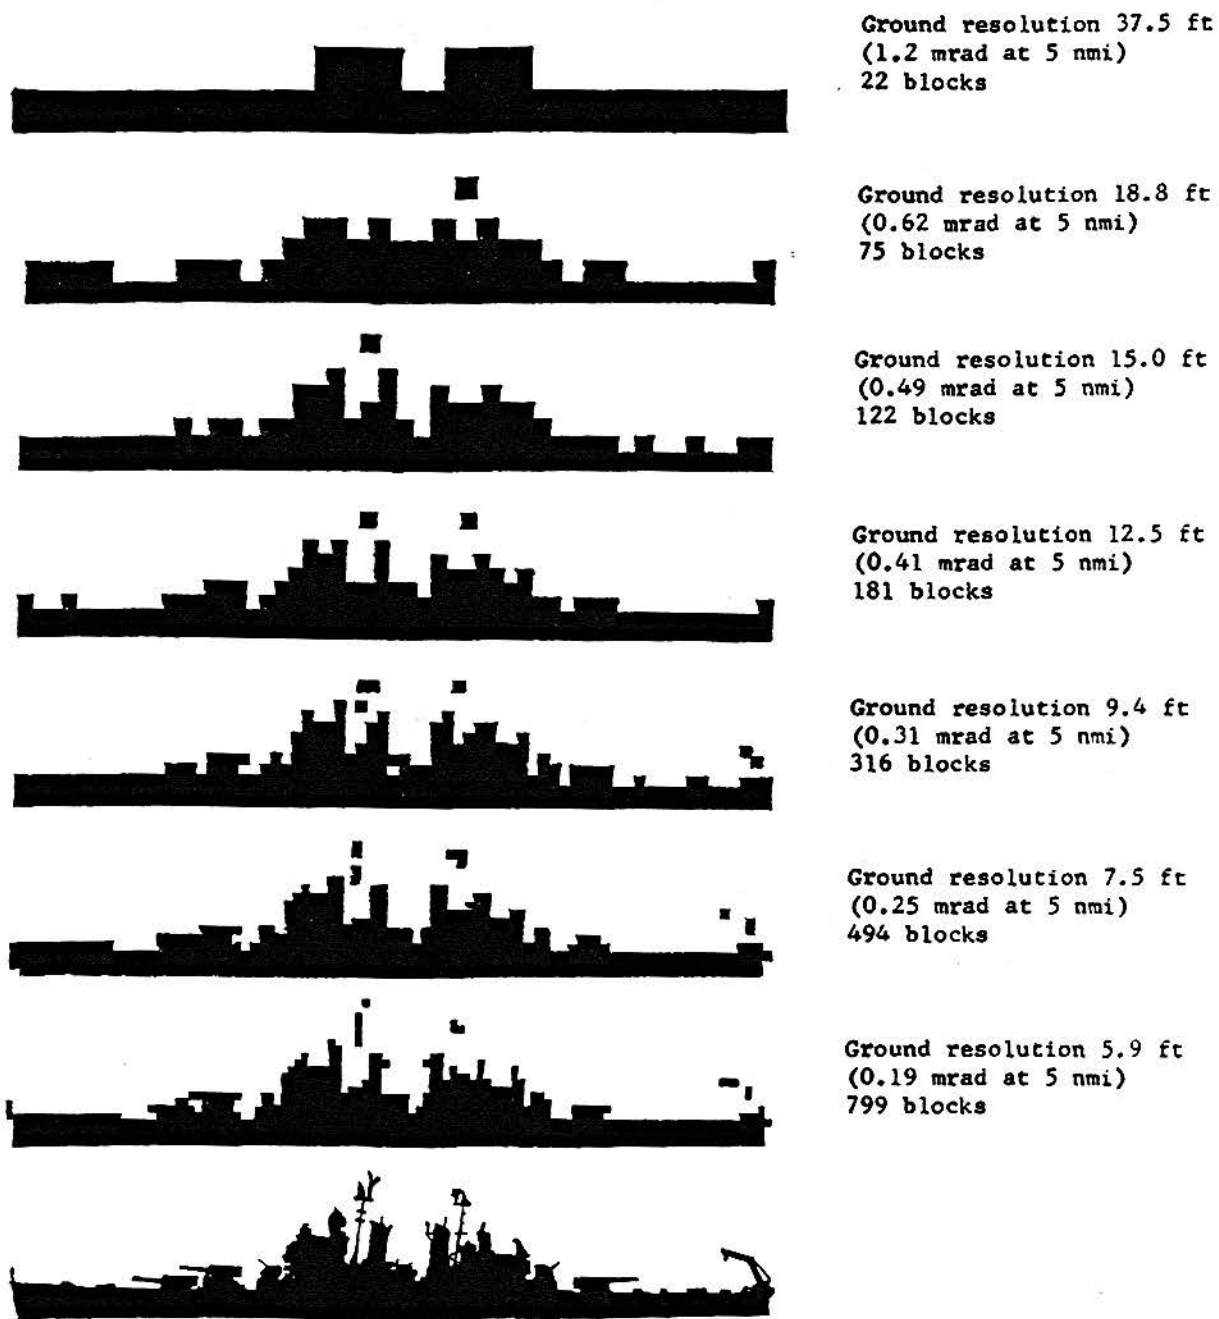 Ground resolution 37.5 ft
(1.2 mrad at 5 nmi)
22 blocks
Ground resolution 18.8 ft
(0.62 mrad at 5 nmi)
75 blocks
Ground resolution 15.0 ft
(0.49 mrad at 5 nmi)
122 blocks
Ground resolution 12.5 ft
(0.41 mrad at 5 nmi)
181 blocks
Ground resolution 9.4 ft
(0.31 mrad at 5 nmi)
316 blocks
Ground resolution 7.5 ft
(0.25 mrad at 5 nmi)
494 blocks
Ground resolution 5.9 ft
(0.19 mrad at 5 nmi)
799 blocks